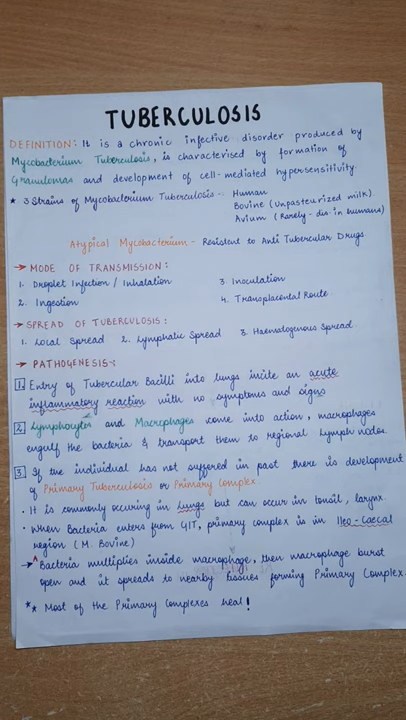 TUBERCULOSIS
DEFINITION: It is a chronic infective disorder produced by
Mycobacterium Tuberculosis, is characterised by formation of
Granulomas and development of cell-mediated hypersensitivity.
* 3 Strains of Mycobacterium Tuberculosis -: Human
Bovine (Unpasteurized milk).
Avium (Rarely - dis in humans)
Atypical Mycobacterium - Resistent to Anti Tubercular Drugs
→ MODE OF TRANSMISSION:
1. Droplet Infection / Inhalation 3. Inoculation
2. Ingestion 4. Transplacental Route
→ SPREAD OF TUBERCULOSIS:
1. Local Spread 2. Lymphatic Spread 3. Haematogenous Spread
→ PATHOGENESIS -:
1. Entry of Tubercular Bacilli into lungs incite an acute
inflammatory reaction with no symptoms and signs
2. Lymphocytes and Macrophages come into action, macrophages
engulf the bacteria & transport them to regional Lymph nodes.
3. If the individual has not suffered in past there is development
of Primary Tuberculosis or Primary Complex.
• It is commonly occuring in Lungs but can occur in tonsil, larynx.
• When Bacteria enters from GIT, primary complex is in Ileo-Caecal
region (M. Bovine)
→ Bacteria multiplies inside macrophage, then macrophage burst
open and it spreads to nearby tissues forming Primary Complex.
** Most of the Primary Complexes heal!